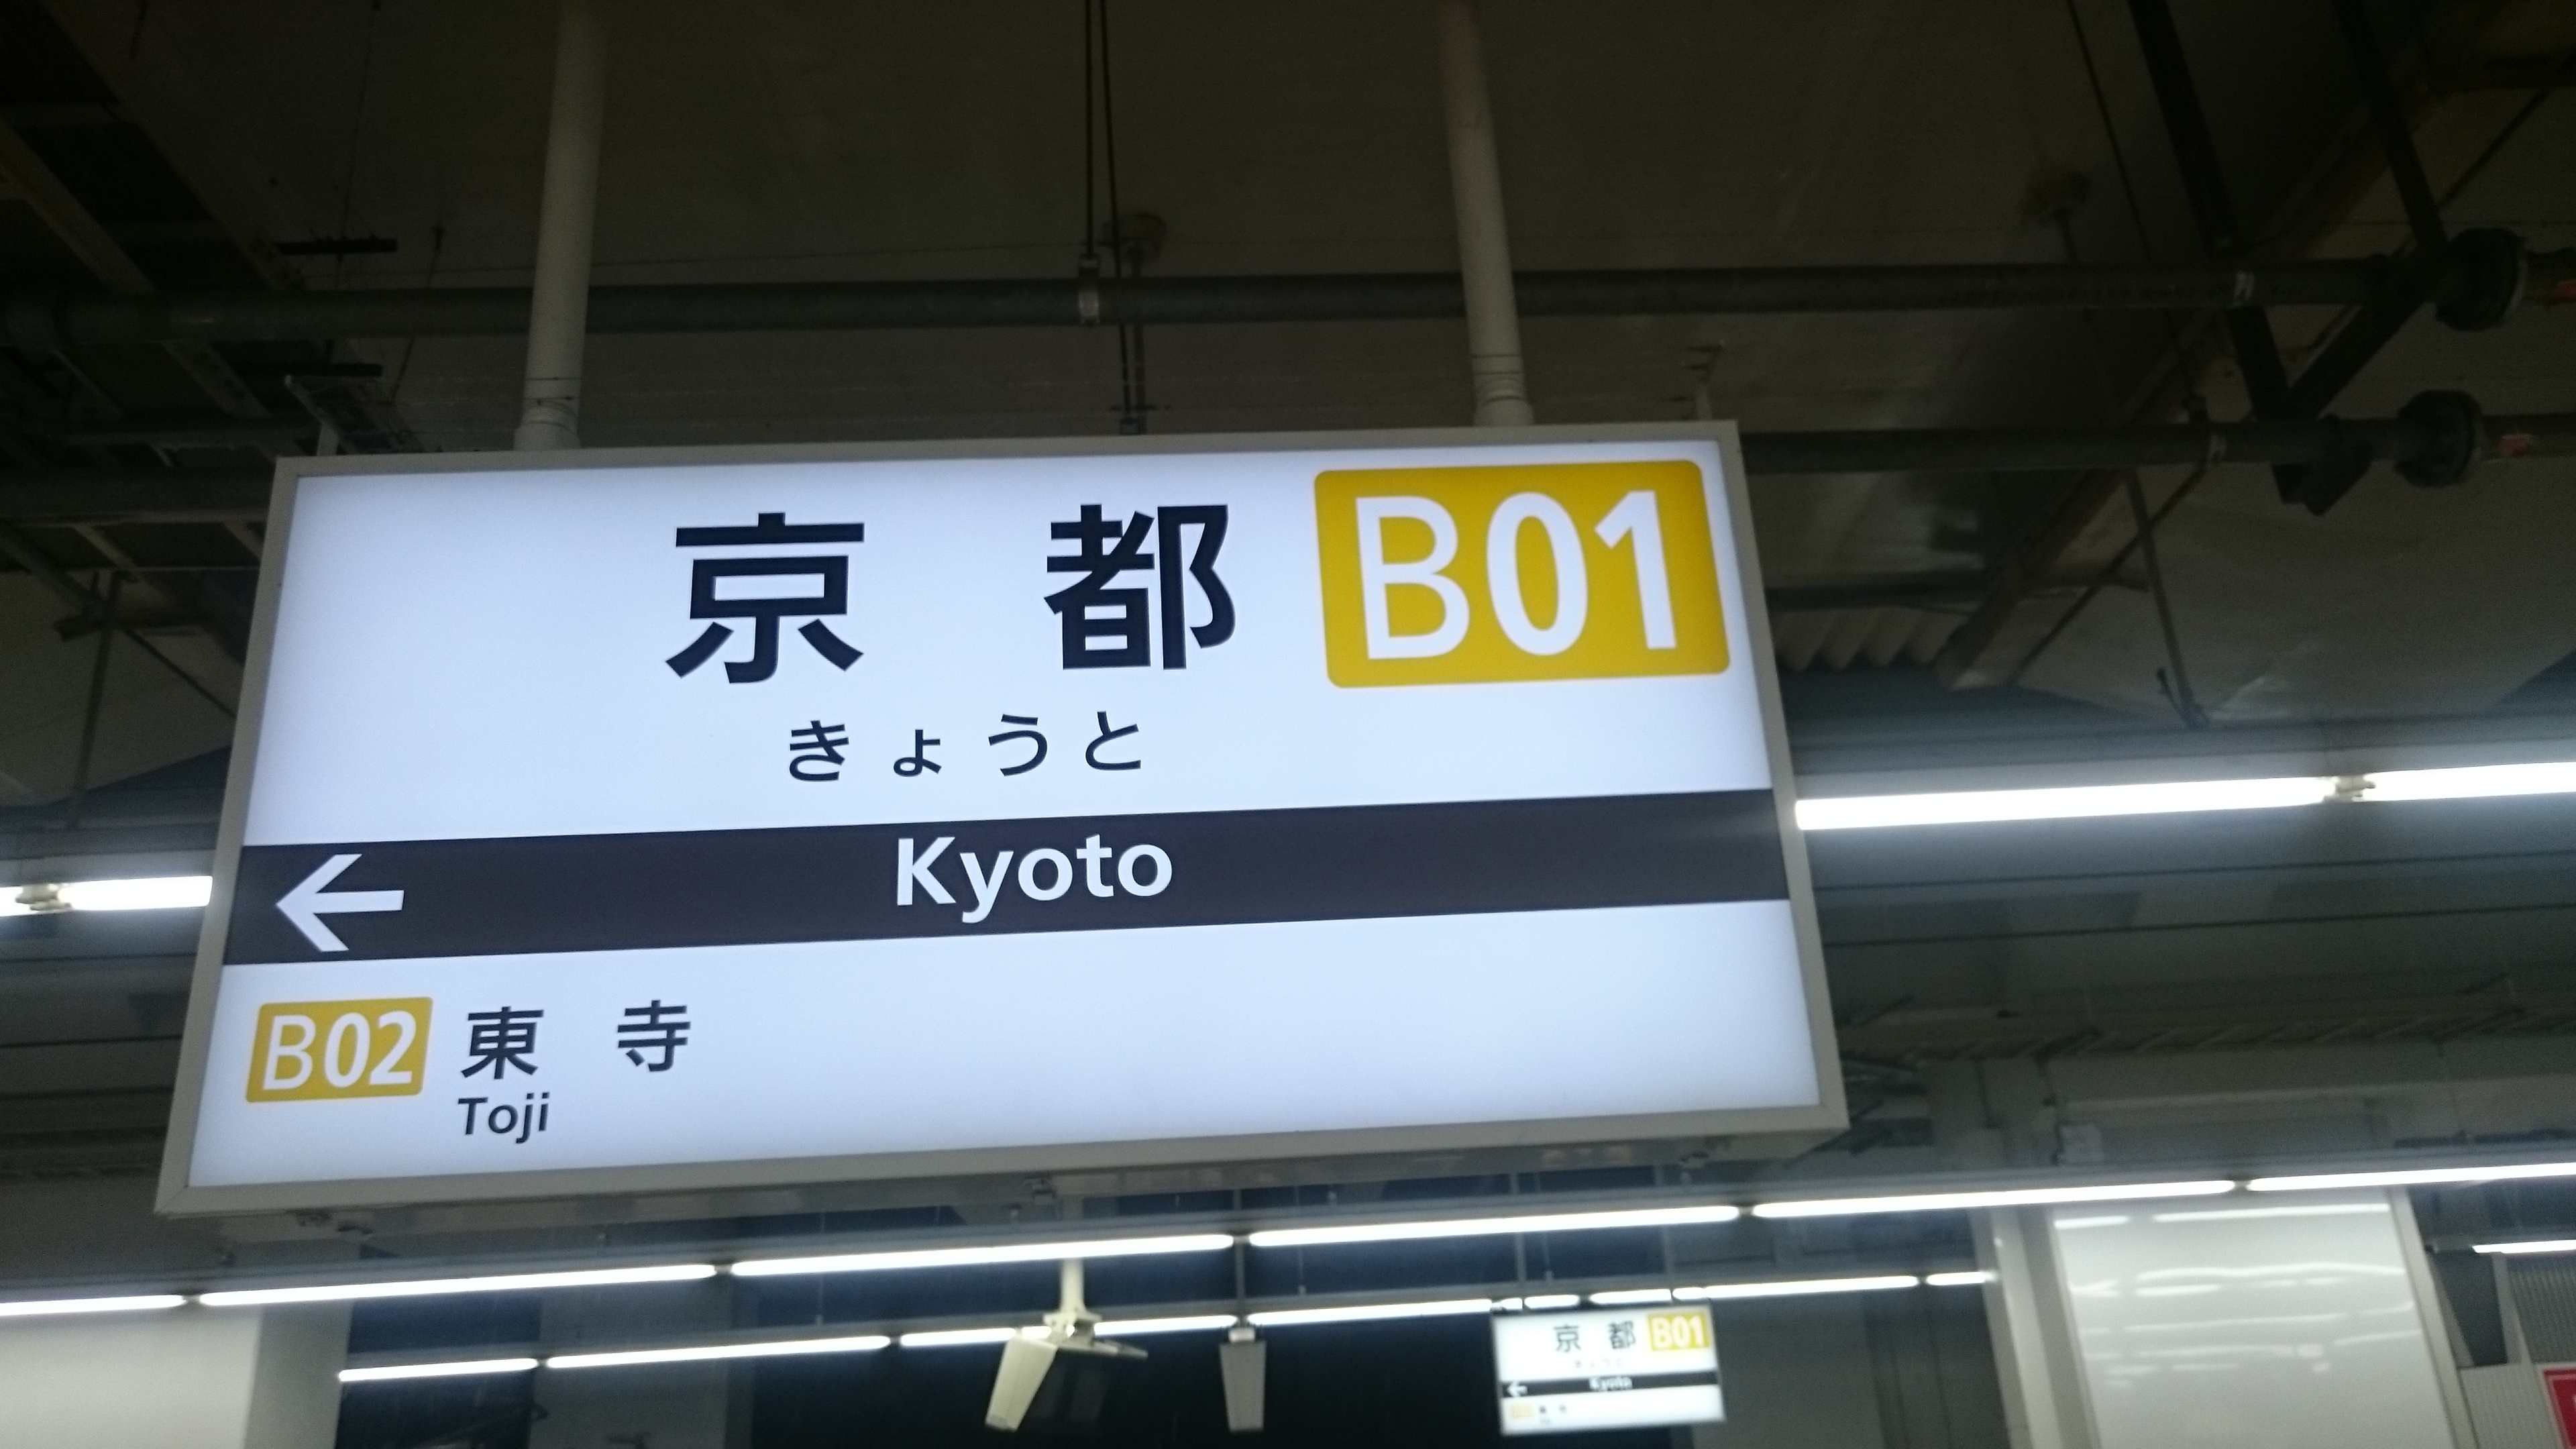 京都 B01
きょうと
← Kyoto
B02 東寺
Toji
京都 B01
Kyoto